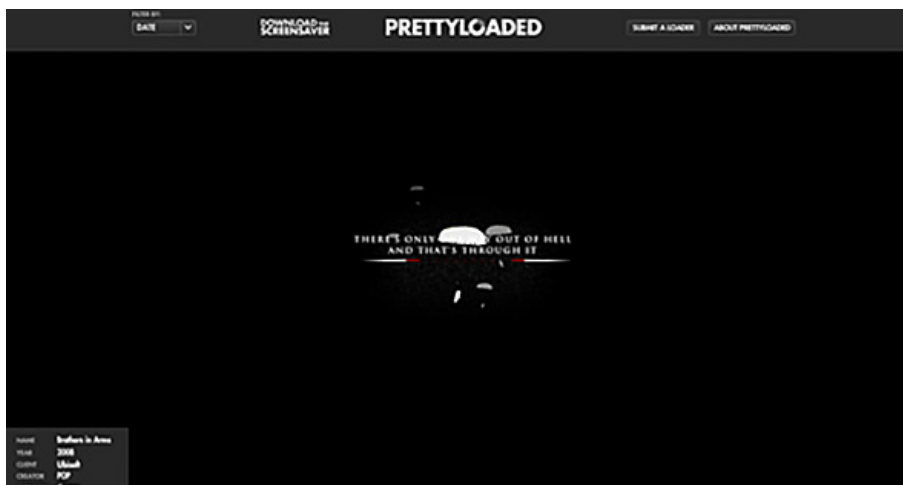 FILTER BY:
DATE
DOWNLOAD THE
SCREENSAVER
PRETTYLOADED
SUBMIT A LOADER
ABOUT PRETTYLOADED
THERE'S ONLY OUT OF HELL
AND THAT'S THROUGH IT
NAME Brothers in Arms
YEAR 2008
CLIENT Ubisoft
CREATOR POP